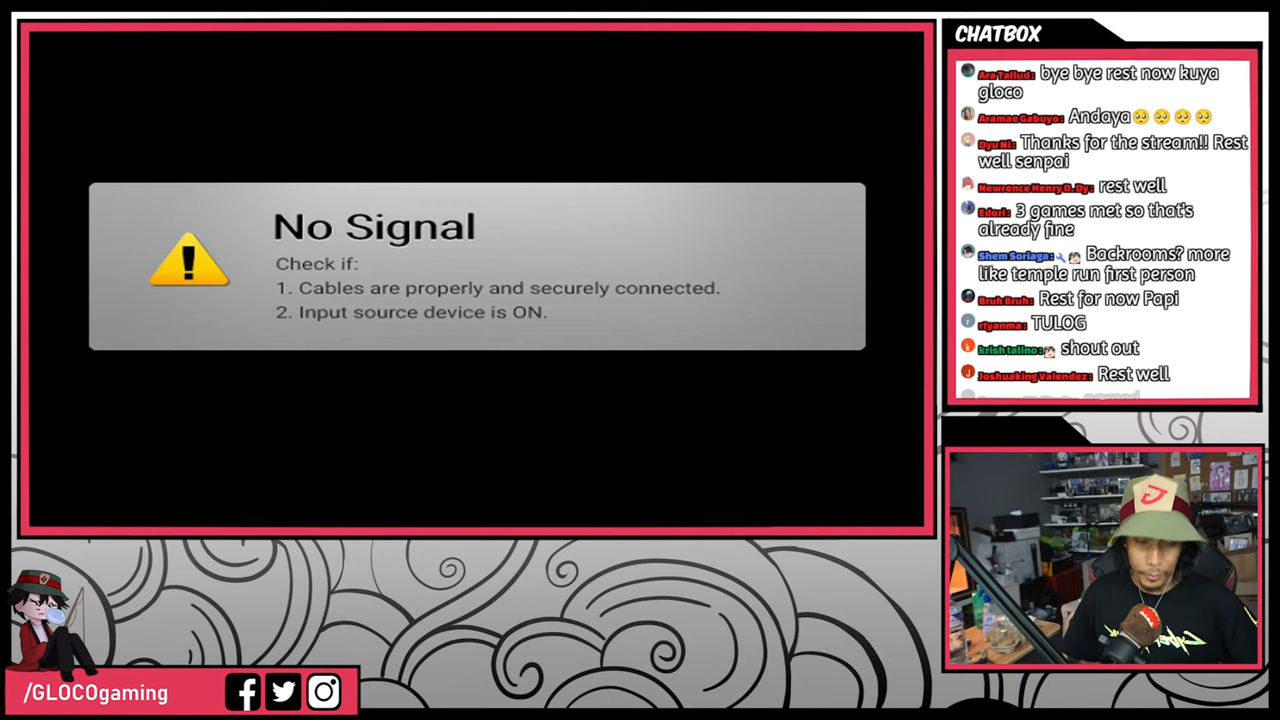 No Signal
Check if:
1. Cables are properly and securely connected.
2. Input source device is ON.
CHATBOX
Ara Tallud: bye bye rest now kuya
gloco
Aramae Gabuyo: Andaya🥺🥺🥺🥺
Dyu Ni: Thanks for the stream!! Rest
well senpai
Newrence Henry D. Dy: rest well
Edori: 3 games met so that's
already fine
Shem Soriaga: Backrooms? more
like temple run first person
Bruh Bruh: Rest for now Papi
rtyanma: TULOG
krish talino: shout out
Joshuaking Valendez: Rest well
/GLOCOgaming